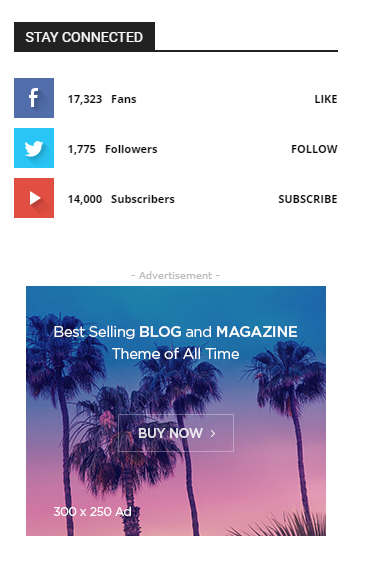 STAY CONNECTED
17,323 Fans LIKE
1,775 Followers FOLLOW
14,000 Subscribers SUBSCRIBE
- Advertisement -
Best Selling BLOG and MAGAZINE
Theme of All Time
BUY NOW >
300 x 250 Ad